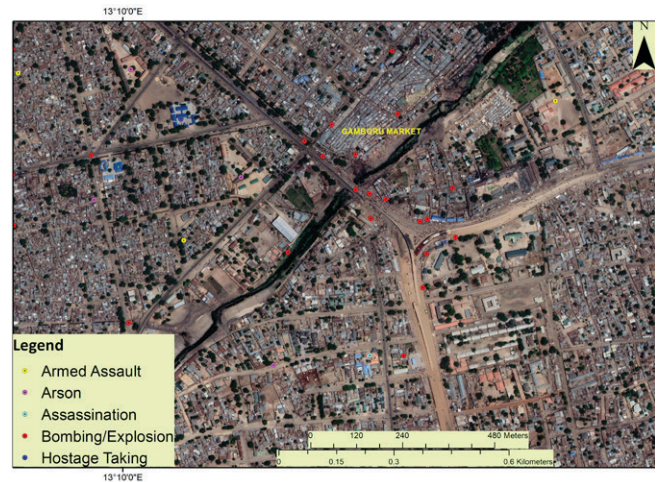 13°10'0"E
N
GAMBORU MARKET
Legend
Armed Assault
Arson
Assassination
Bombing/Explosion
Hostage Taking
0 120 240 480 Meters
0 0.15 0.3 0.6 Kilometers
13°10'0"E